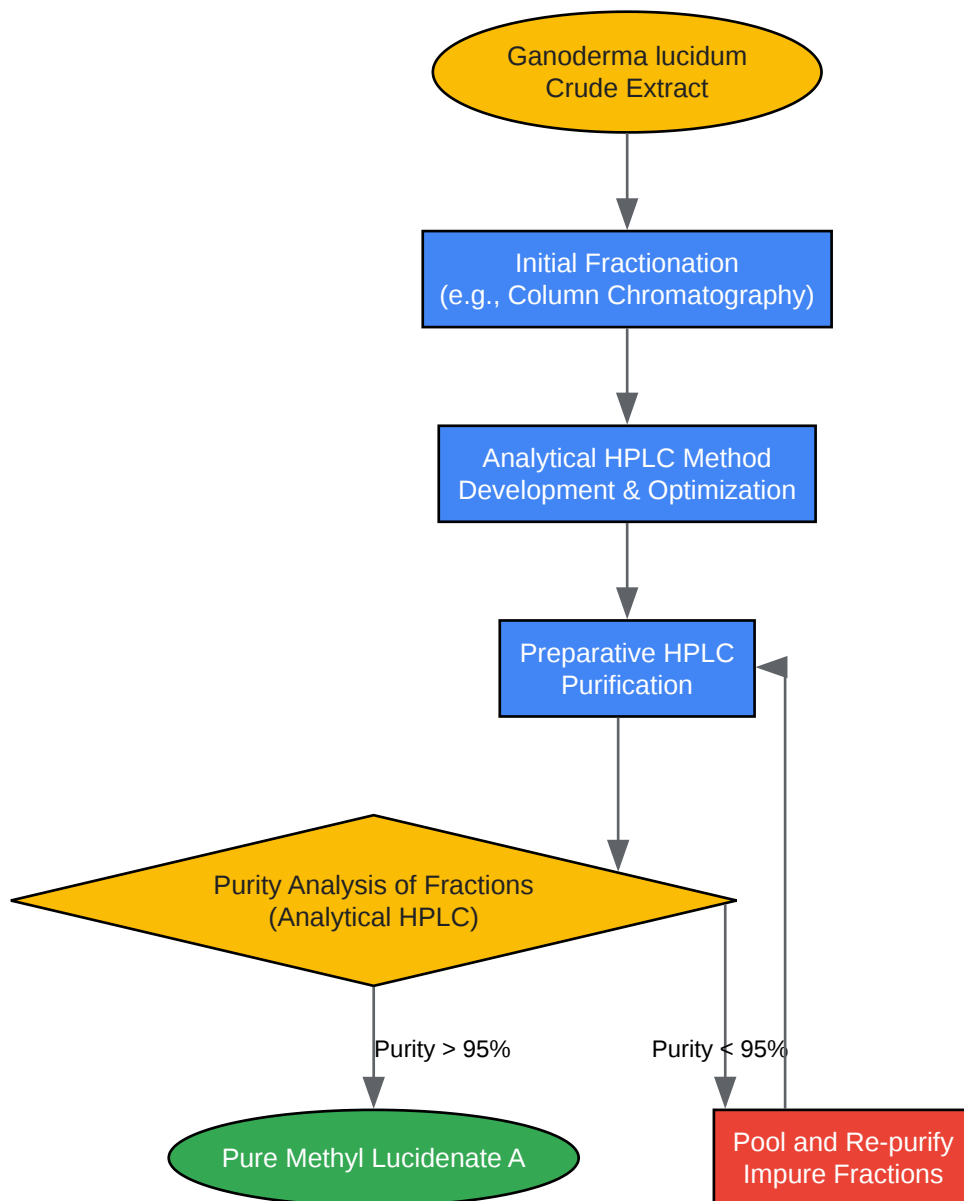 Ganoderma lucidum
Crude Extract
Initial Fractionation
(e.g., Column Chromatography)
Analytical HPLC Method
Development & Optimization
Preparative HPLC
Purification
Purity Analysis of Fractions
(Analytical HPLC)
Purity > 95%
Purity < 95%
Pure Methyl Lucidenate A
Pool and Re-purify
Impure Fractions